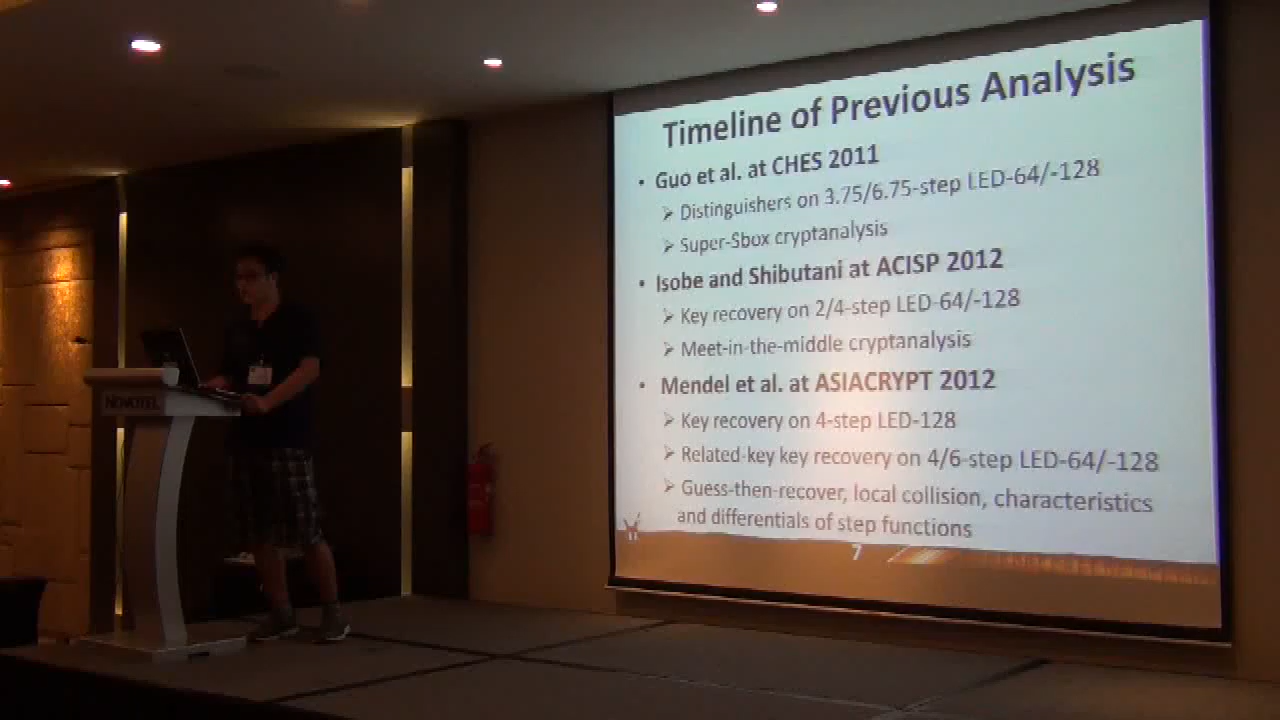 Timeline of Previous Analysis
• Guo et al. at CHES 2011
➢ Distinguishers on 3.75/6.75-step LED-64/-128
➢ Super-Sbox cryptanalysis
• Isobe and Shibutani at ACISP 2012
➢ Key recovery on 2/4-step LED-64/-128
➢ Meet-in-the-middle cryptanalysis
• Mendel et al. at ASIACRYPT 2012
➢ Key recovery on 4-step LED-128
➢ Related-key key recovery on 4/6-step LED-64/-128
➢ Guess-then-recover, local collision, characteristics
and differentials of step functions
7
NOVOTEL